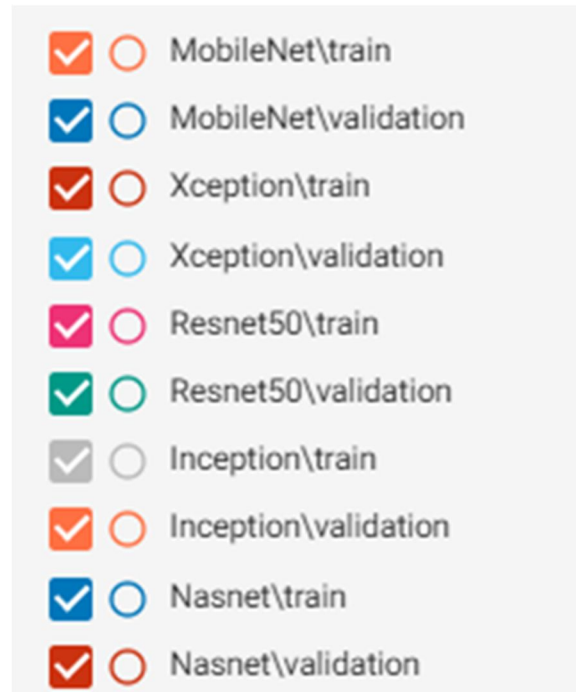 MobileNet\train
MobileNet\validation
Xception\train
Xception\validation
Resnet50\train
Resnet50\validation
Inception\train
Inception\validation
Nasnet\train
Nasnet\validation